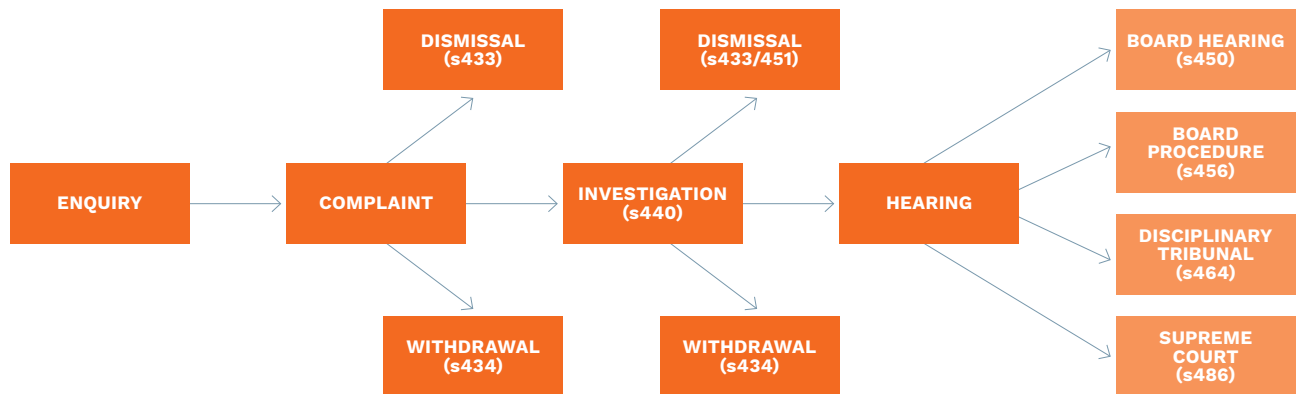 DISMISSAL
(s433)
DISMISSAL
(s433/451)
BOARD HEARING
(s450)
BOARD
PROCEDURE
(s456)
ENQUIRY
COMPLAINT
INVESTIGATION
(s440)
HEARING
DISCIPLINARY
TRIBUNAL
(s464)
WITHDRAWAL
(s434)
WITHDRAWAL
(s434)
SUPREME
COURT
(s486)